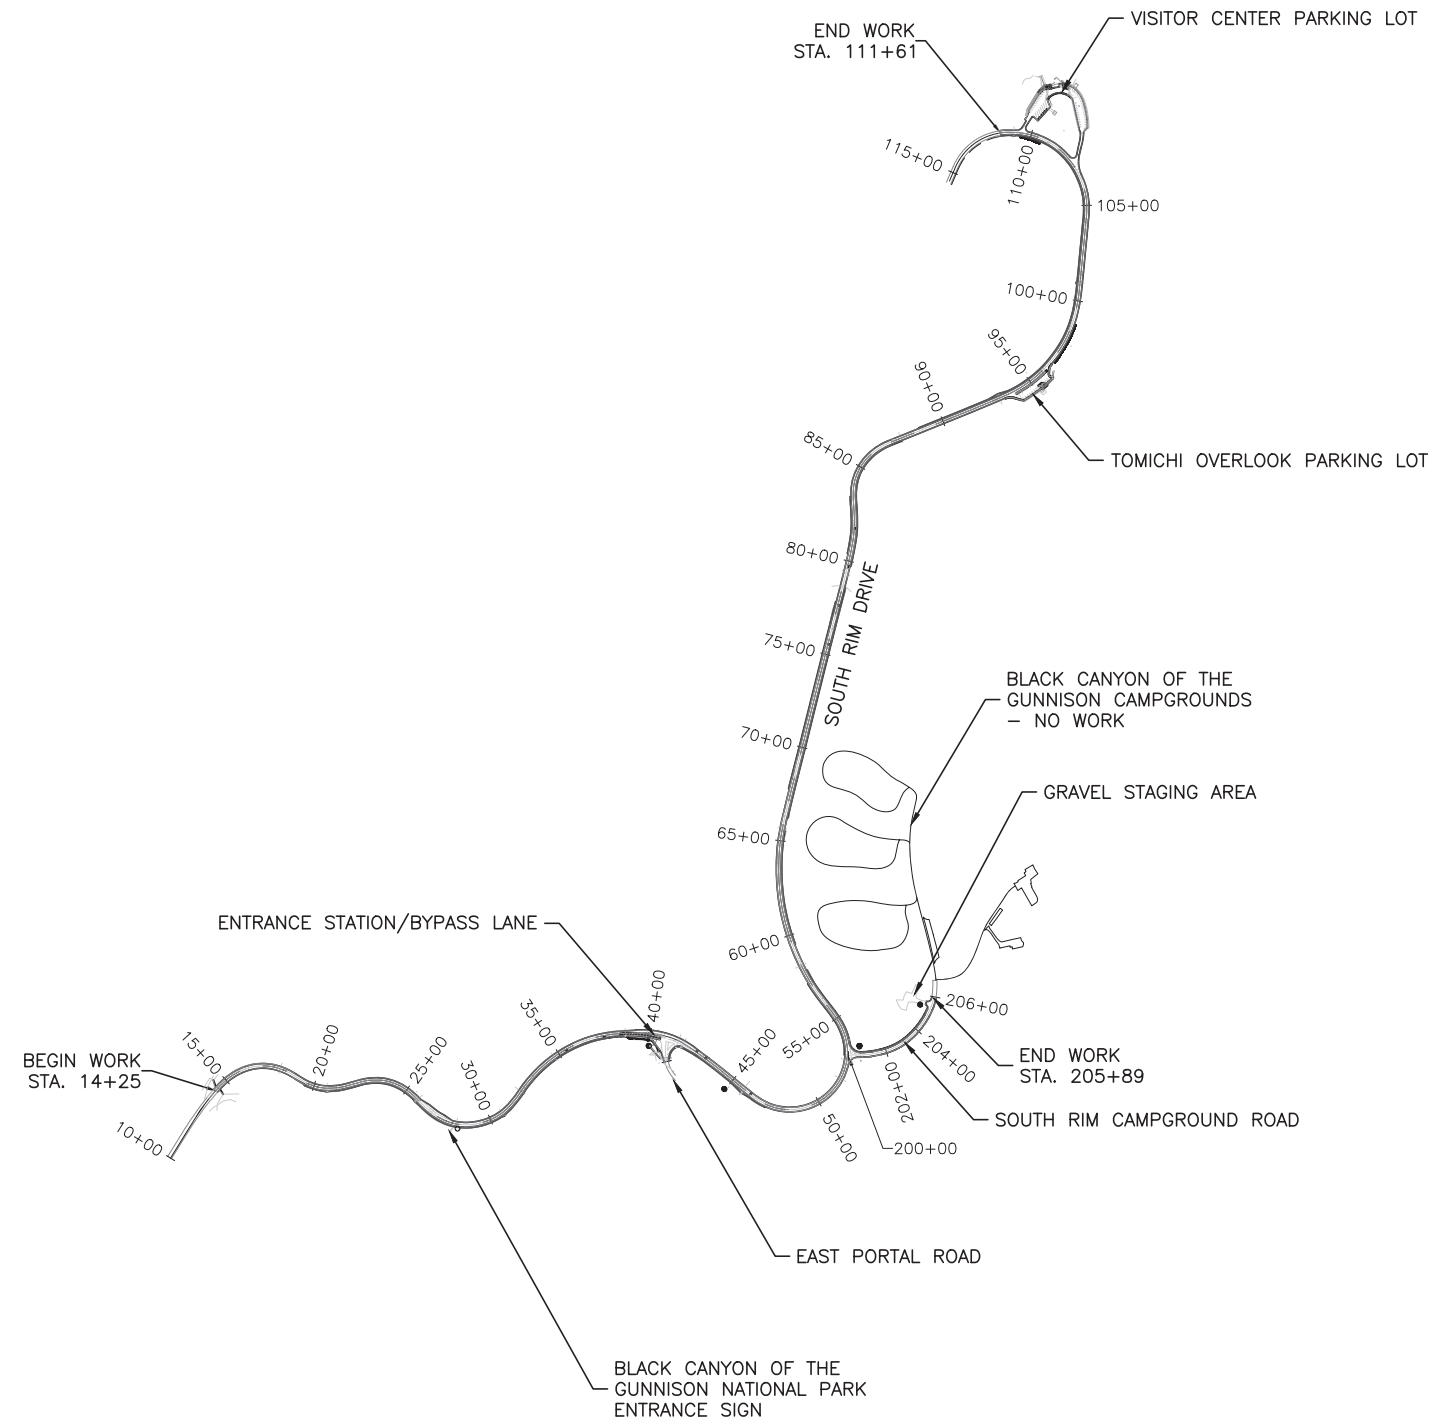 VISITOR CENTER PARKING LOT
END WORK
STA. 111+61
115+00
110+00
105+00
100+00
95+00
90+00
TOMICHI OVERLOOK PARKING LOT
85+00
80+00
SOUTH RIM DRIVE
75+00
BLACK CANYON OF THE
GUNNISON CAMPGROUNDS
– NO WORK
70+00
GRAVEL STAGING AREA
65+00
ENTRANCE STATION/BYPASS LANE
60+00
40+00
206+00
35+00
55+00
204+00
END WORK
STA. 205+89
BEGIN WORK
STA. 14+25
15+00
20+00
25+00
30+00
45+00
202+00
SOUTH RIM CAMPGROUND ROAD
10+00
50+00
200+00
EAST PORTAL ROAD
BLACK CANYON OF THE
GUNNISON NATIONAL PARK
ENTRANCE SIGN